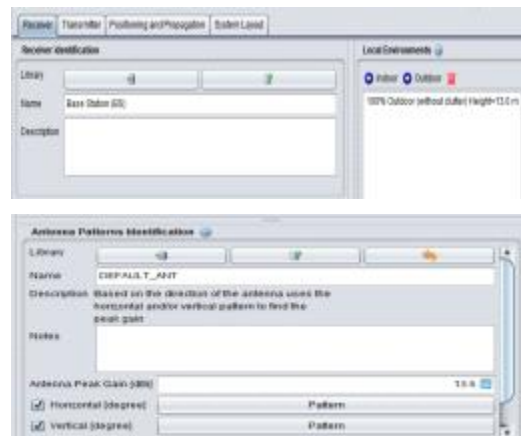 Receiver Transmitter Positioning and Propagation System Layout
Receiver Identification
Local Environments
Library
Indoor Outdoor
Name Base Station (BS)
100% Outdoor (without clutter) Height=13.0 m
Description
Antenna Patterns Identification
Library
Name DEFAULT_ANT
Description Based on the direction of the antenna uses the
horizontal and/or vertical pattern to find the
peak gain
Notes
Antenna Peak Gain (dBi)
Horizontal (degree) Pattern
Vertical (degree) Pattern